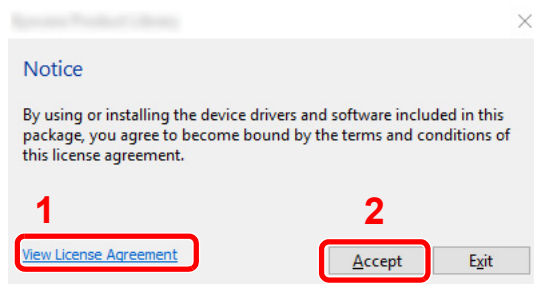 Notice
By using or installing the device drivers and software included in this
package, you agree to become bound by the terms and conditions of
this license agreement.
1
2
View License Agreement
Accept
Exit